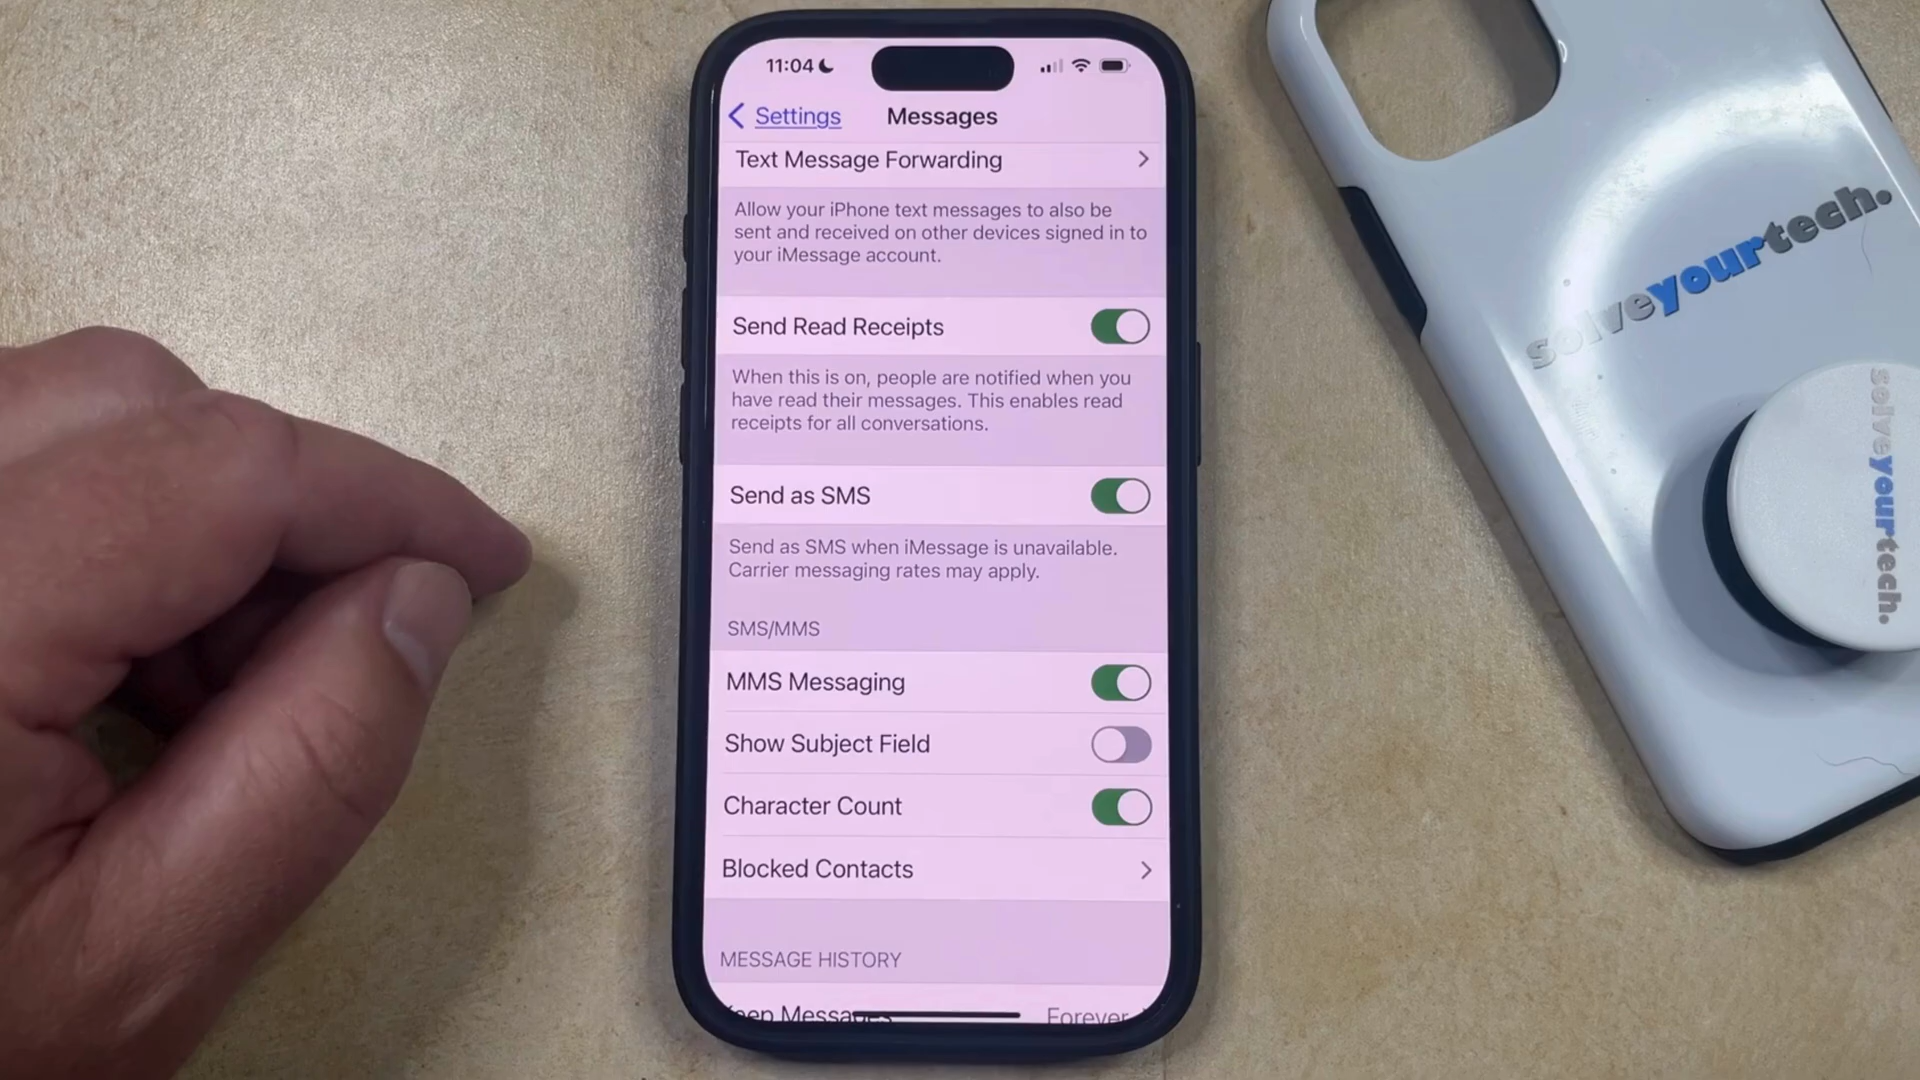 11:04
Settings
Messages
Text Message Forwarding
Allow your iPhone text messages to also be
sent and received on other devices signed in to
your iMessage account.
Send Read Receipts
When this is on, people are notified when you
have read their messages. This enables read
receipts for all conversations.
Send as SMS
Send as SMS when iMessage is unavailable.
Carrier messaging rates may apply.
SMS/MMS
MMS Messaging
Show Subject Field
Character Count
Blocked Contacts
MESSAGE HISTORY
Keep Messages
Forever
solveyourtech.
solveyourtech.